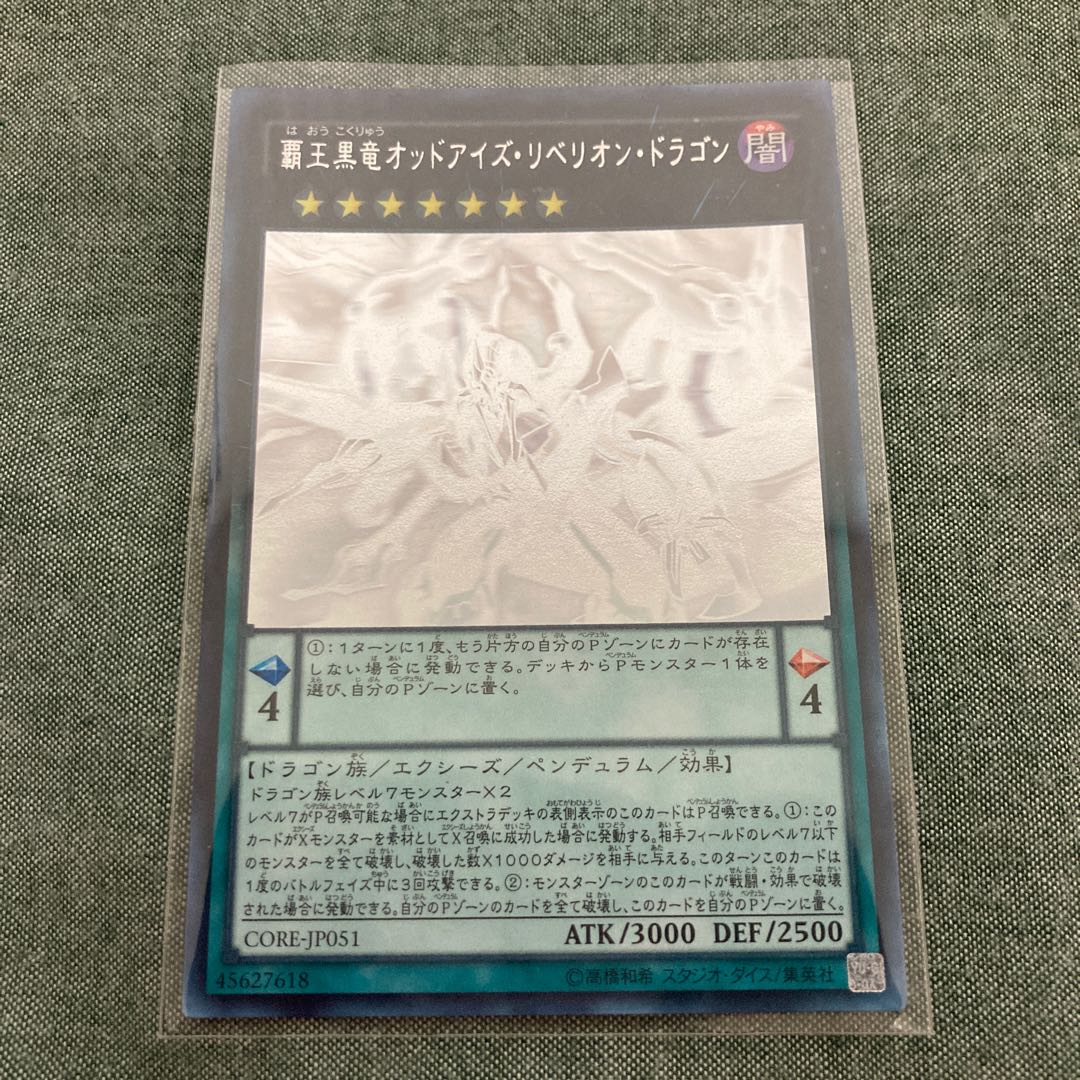 はおうこくりゅう
覇王黒竜オッドアイズ・リベリオン・ドラゴン
やみ
闇
①:1ターンに1度、もう片方の自分のPゾーンにカードが存在
しない場合に発動できる。デッキからPモンスター1体を
選び、自分のPゾーンに置く。
4
4
【ドラゴン族/エクシーズ/ペンデュラム/効果】
ドラゴン族レベル7モンスター×2
レベル7がP召喚可能な場合にエクストラデッキの表側表示のこのカードはP召喚できる。①:この
カードがXモンスターを素材としてX召喚に成功した場合に発動する。相手フィールドのレベル7以下
のモンスターを全て破壊し、破壊した数×1000ダメージを相手に与える。このターンこのカードは
1度のバトルフェイズ中に3回攻撃できる。②:モンスターゾーンのこのカードが戦闘・効果で破壊
された場合に発動できる。自分のPゾーンのカードを全て破壊し、このカードを自分のPゾーンに置く。
CORE-JP051
ATK/3000 DEF/2500
45627618
©高橋和希 スタジオ・ダイス/集英社